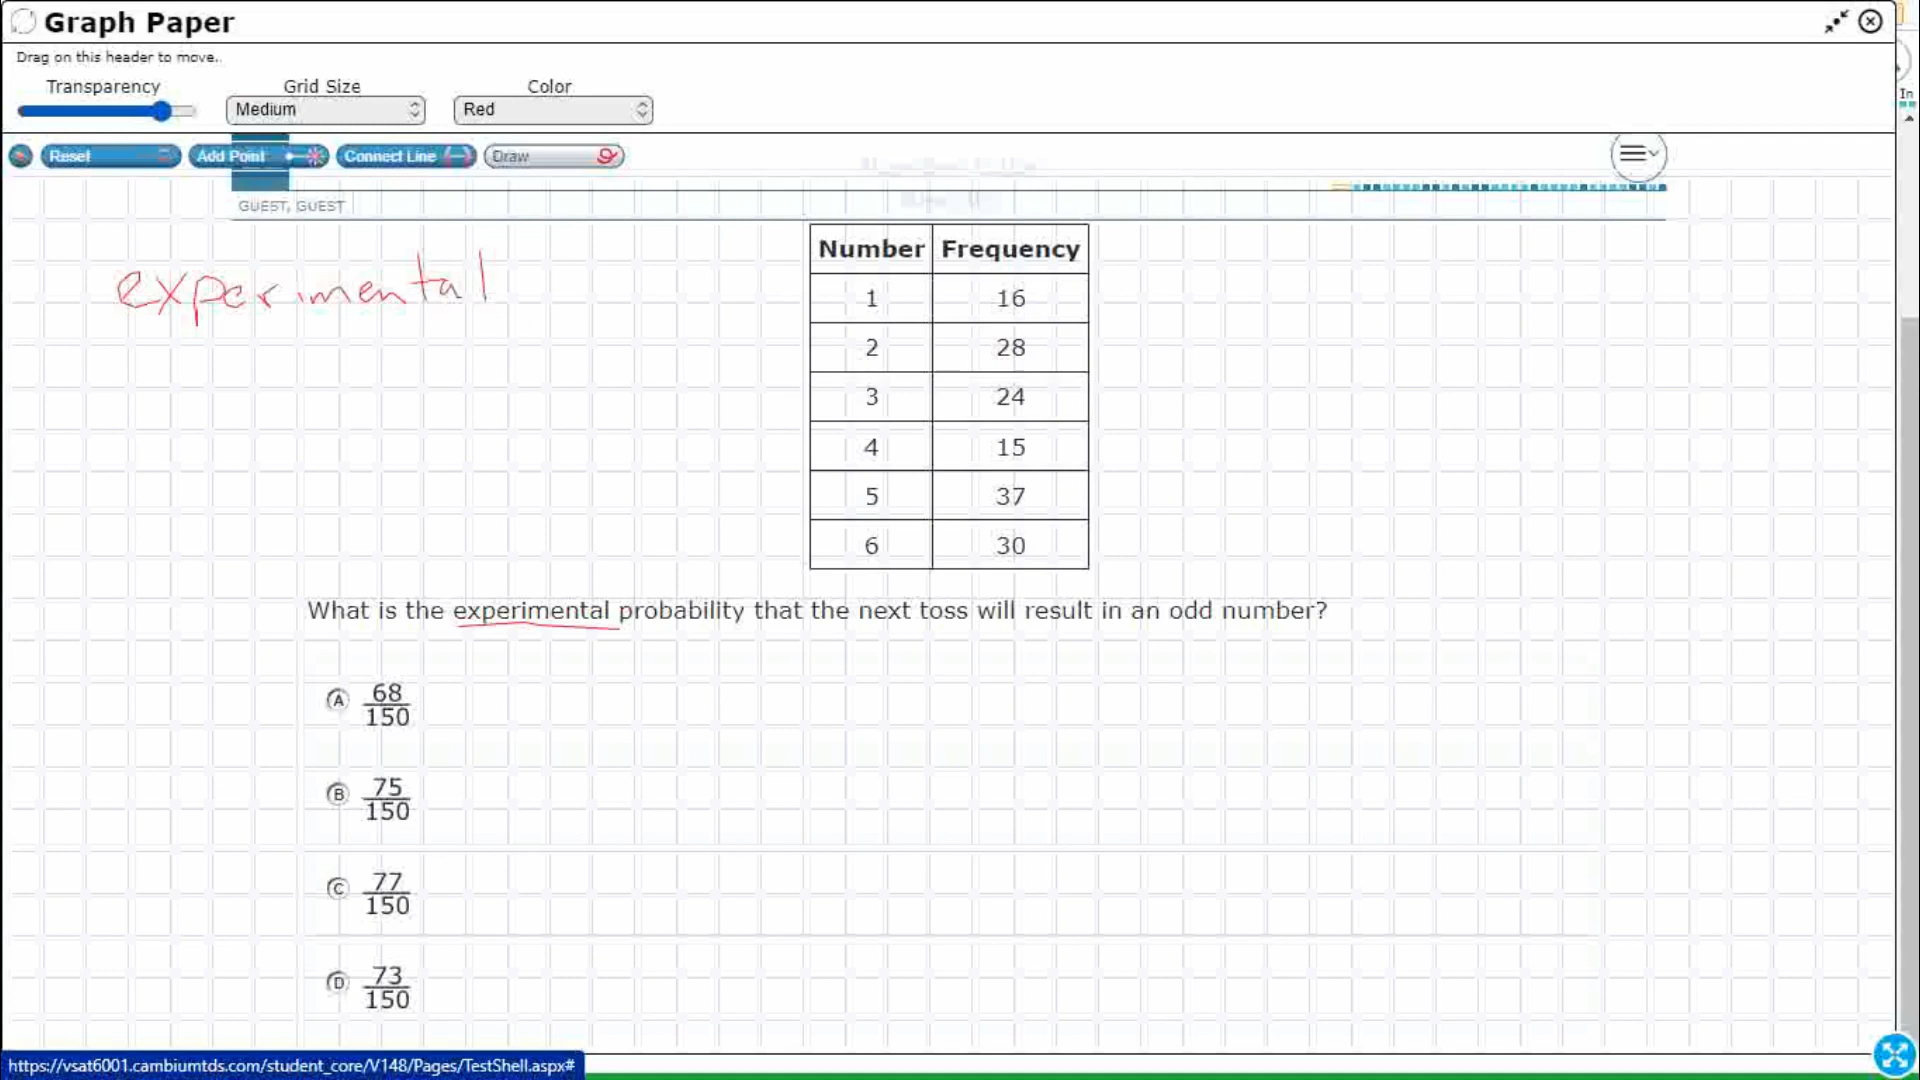 Graph Paper
Drag on this header to move..
Transparency Grid Size Color
Medium Red
Reset Add Point Connect Line Draw
In
GUEST, GUEST
experimental
Number Frequency
1 16
2 28
3 24
4 15
5 37
6 30
What is the experimental probability that the next toss will result in an odd number?
A 68/150
B 75/150
C 77/150
D 73/150
https://vsat6001.cambiumtds.com/student_core/V148/Pages/TestShell.aspx#